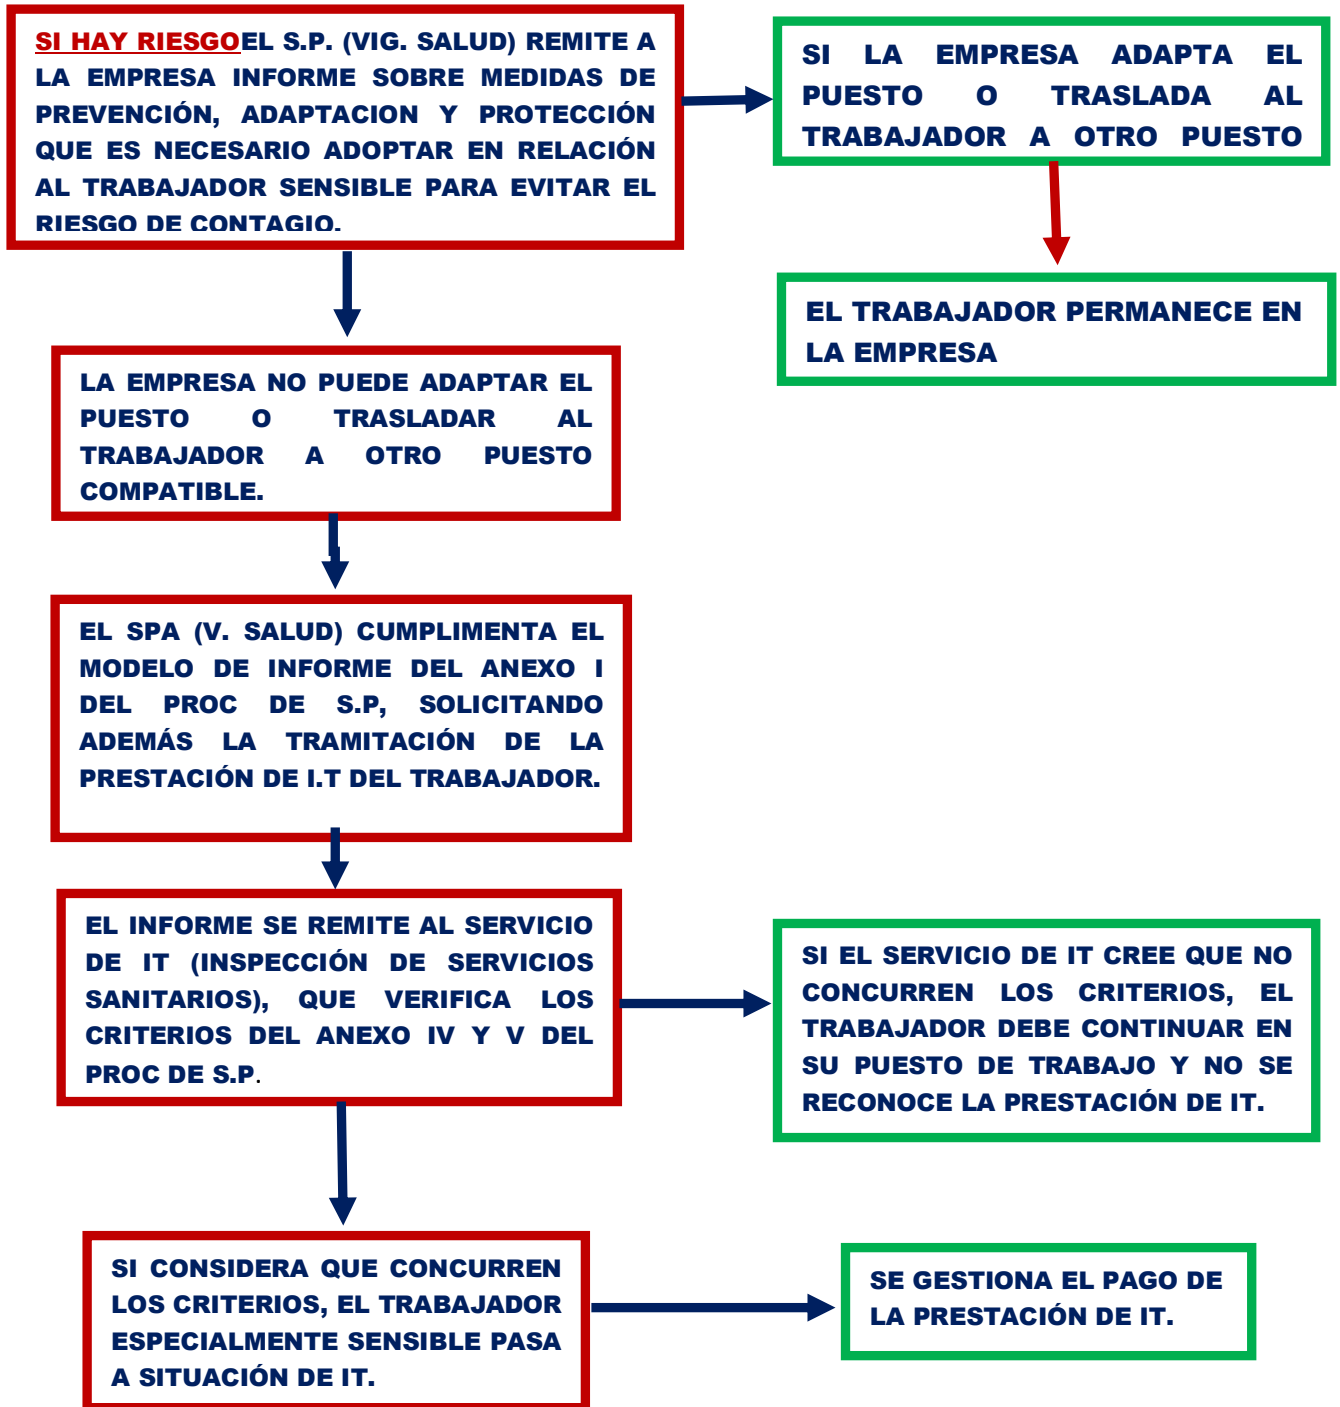 SI HAY RIESGOEL S.P. (VIG. SALUD) REMITE A
LA EMPRESA INFORME SOBRE MEDIDAS DE
PREVENCIÓN, ADAPTACION Y PROTECCIÓN
QUE ES NECESARIO ADOPTAR EN RELACIÓN
AL TRABAJADOR SENSIBLE PARA EVITAR EL
RIESGO DE CONTAGIO.
SI LA EMPRESA ADAPTA EL
PUESTO O TRASLADA AL
TRABAJADOR A OTRO PUESTO
EL TRABAJADOR PERMANECE EN
LA EMPRESA
LA EMPRESA NO PUEDE ADAPTAR EL
PUESTO O TRASLADAR AL
TRABAJADOR A OTRO PUESTO
COMPATIBLE.
EL SPA (V. SALUD) CUMPLIMENTA EL
MODELO DE INFORME DEL ANEXO I
DEL PROC DE S.P, SOLICITANDO
ADEMÁS LA TRAMITACIÓN DE LA
PRESTACIÓN DE I.T DEL TRABAJADOR.
EL INFORME SE REMITE AL SERVICIO
DE IT (INSPECCIÓN DE SERVICIOS
SANITARIOS), QUE VERIFICA LOS
CRITERIOS DEL ANEXO IV Y V DEL
PROC DE S.P.
SI EL SERVICIO DE IT CREE QUE NO
CONCURREN LOS CRITERIOS, EL
TRABAJADOR DEBE CONTINUAR EN
SU PUESTO DE TRABAJO Y NO SE
RECONOCE LA PRESTACIÓN DE IT.
SI CONSIDERA QUE CONCURREN
LOS CRITERIOS, EL TRABAJADOR
ESPECIALMENTE SENSIBLE PASA
A SITUACIÓN DE IT.
SE GESTIONA EL PAGO DE
LA PRESTACIÓN DE IT.